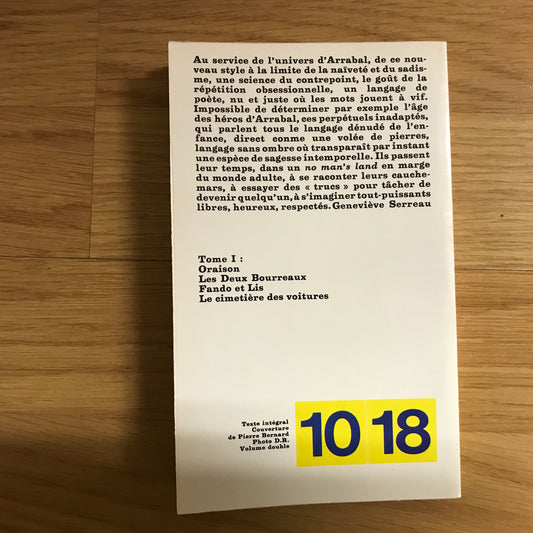 Au service de l'univers d'Arrabal, de ce nou-
veau style à la limite de la naïveté et du sadis-
me, une science du contrepoint, le goût de la
répétition obsessionnelle, un langage de
poète, nu et juste où les mots jouent à vif.
Impossible de déterminer par exemple l'âge
des héros d'Arrabal, ces perpétuels inadaptés,
qui parlent tous le langage dénudé de l'en-
fance, direct comme une volée de pierres,
langage sans ombre où transparaît par instant
une espèce de sagesse intemporelle. Ils passent
leur temps, dans un no man's land en marge
du monde adulte, à se raconter leurs cauche-
mars, à essayer des « trucs » pour tâcher de
devenir quelqu'un, à s'imaginer tout-puissants
libres, heureux, respectés. Geneviève Serreau
Tome I :
Oraison
Les Deux Bourreaux
Fando et Lis
Le cimetière des voitures
Texte intégral
Couverture
de Pierre Bernard
Photo D.R.
Volume double
10 18